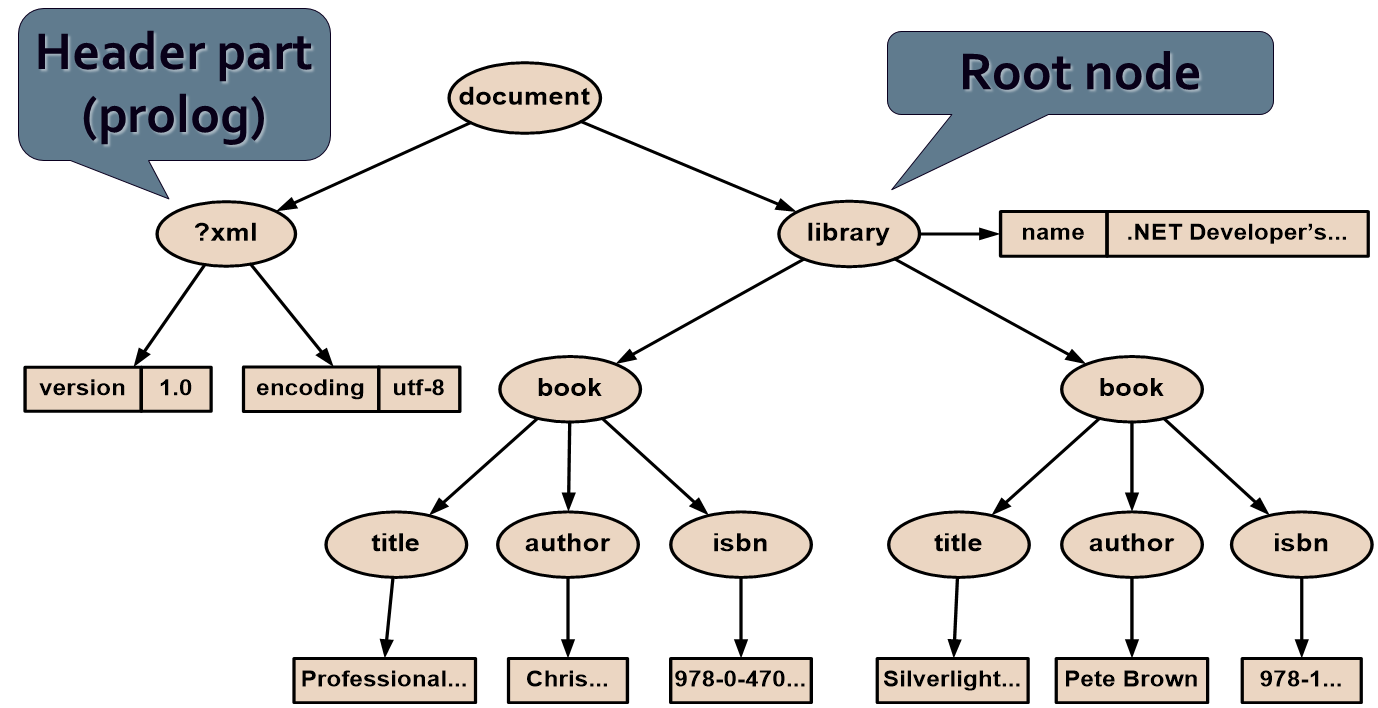 Header part
(prolog)
Root node
document
?xml
library
name
.NET Developer’s...
version
1.0
encoding
utf-8
book
book
title
author
isbn
title
author
isbn
Professional...
Chris...
978-0-470...
Silverlight...
Pete Brown
978-1...